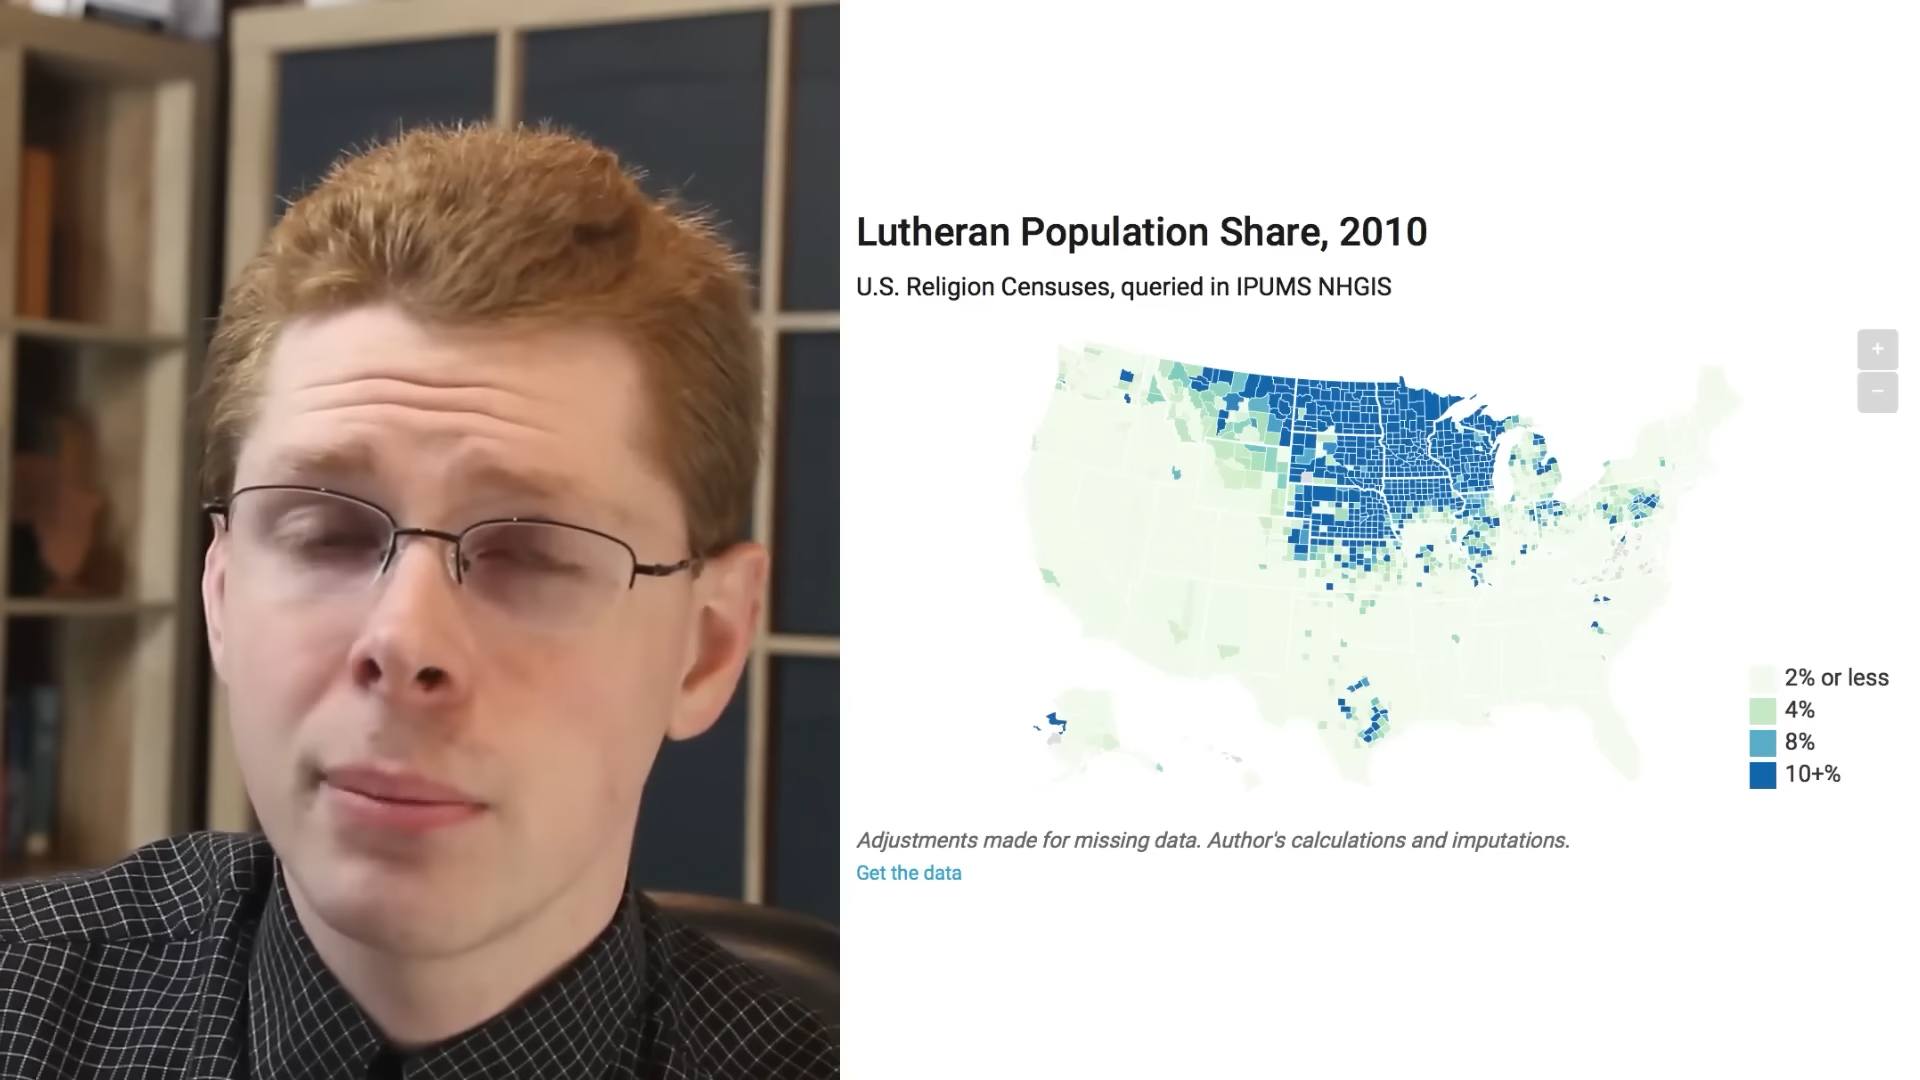 Lutheran Population Share, 2010
U.S. Religion Censuses, queried in IPUMS NHGIS
+
−
2% or less
4%
8%
10+%
Adjustments made for missing data. Author's calculations and imputations.
Get the data